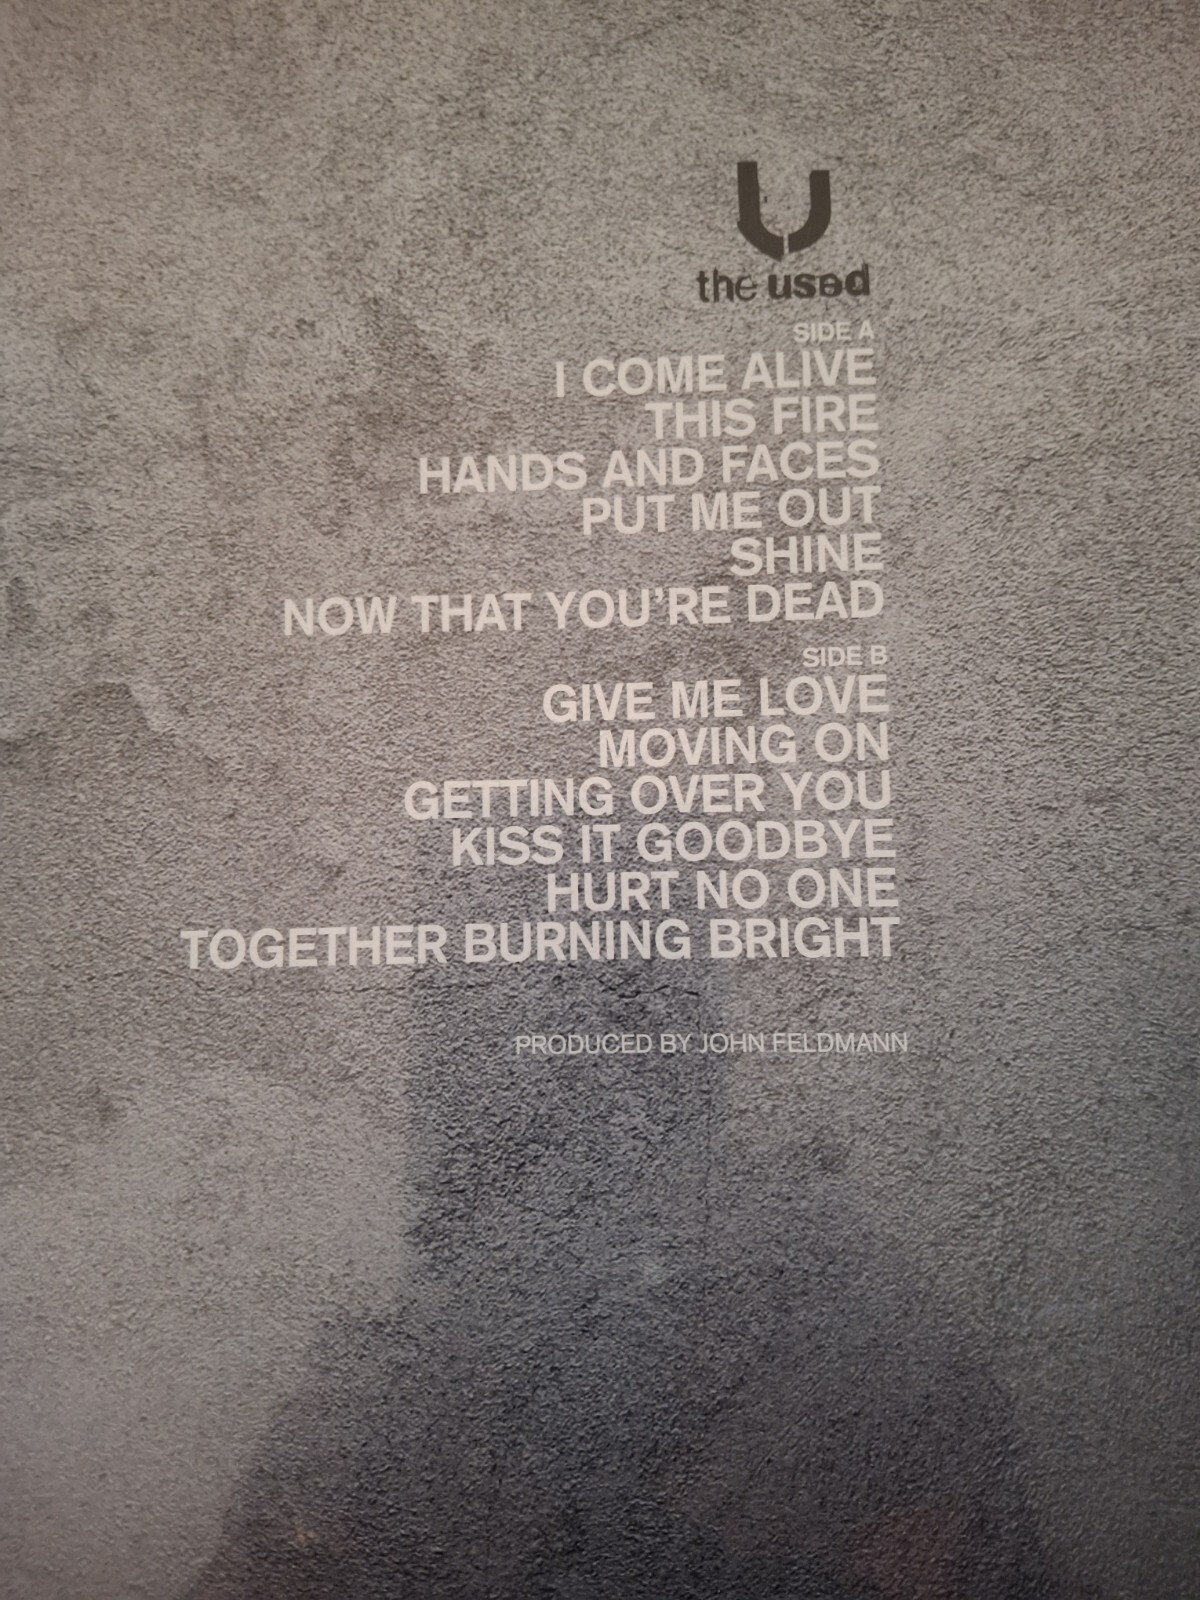 U
the used
SIDE A
I COME ALIVE
THIS FIRE
HANDS AND FACES
PUT ME OUT
SHINE
NOW THAT YOU'RE DEAD
SIDE B
GIVE ME LOVE
MOVING ON
GETTING OVER YOU
KISS IT GOODBYE
HURT NO ONE
TOGETHER BURNING BRIGHT
PRODUCED BY JOHN FELDMANN